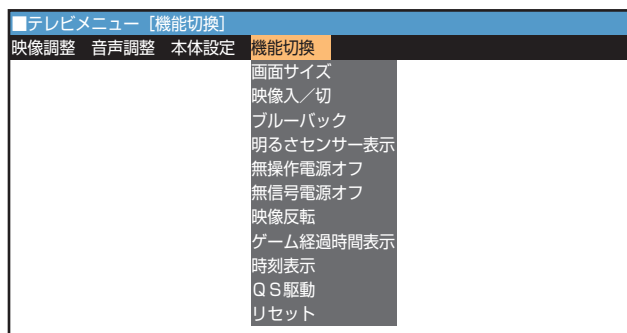 ■テレビメニュー［機能切換］
映像調整 音声調整 本体設定 機能切換
画面サイズ
映像入／切
ブルーバック
明るさセンサー表示
無操作電源オフ
無信号電源オフ
映像反転
ゲーム経過時間表示
時刻表示
ＱＳ駆動
リセット